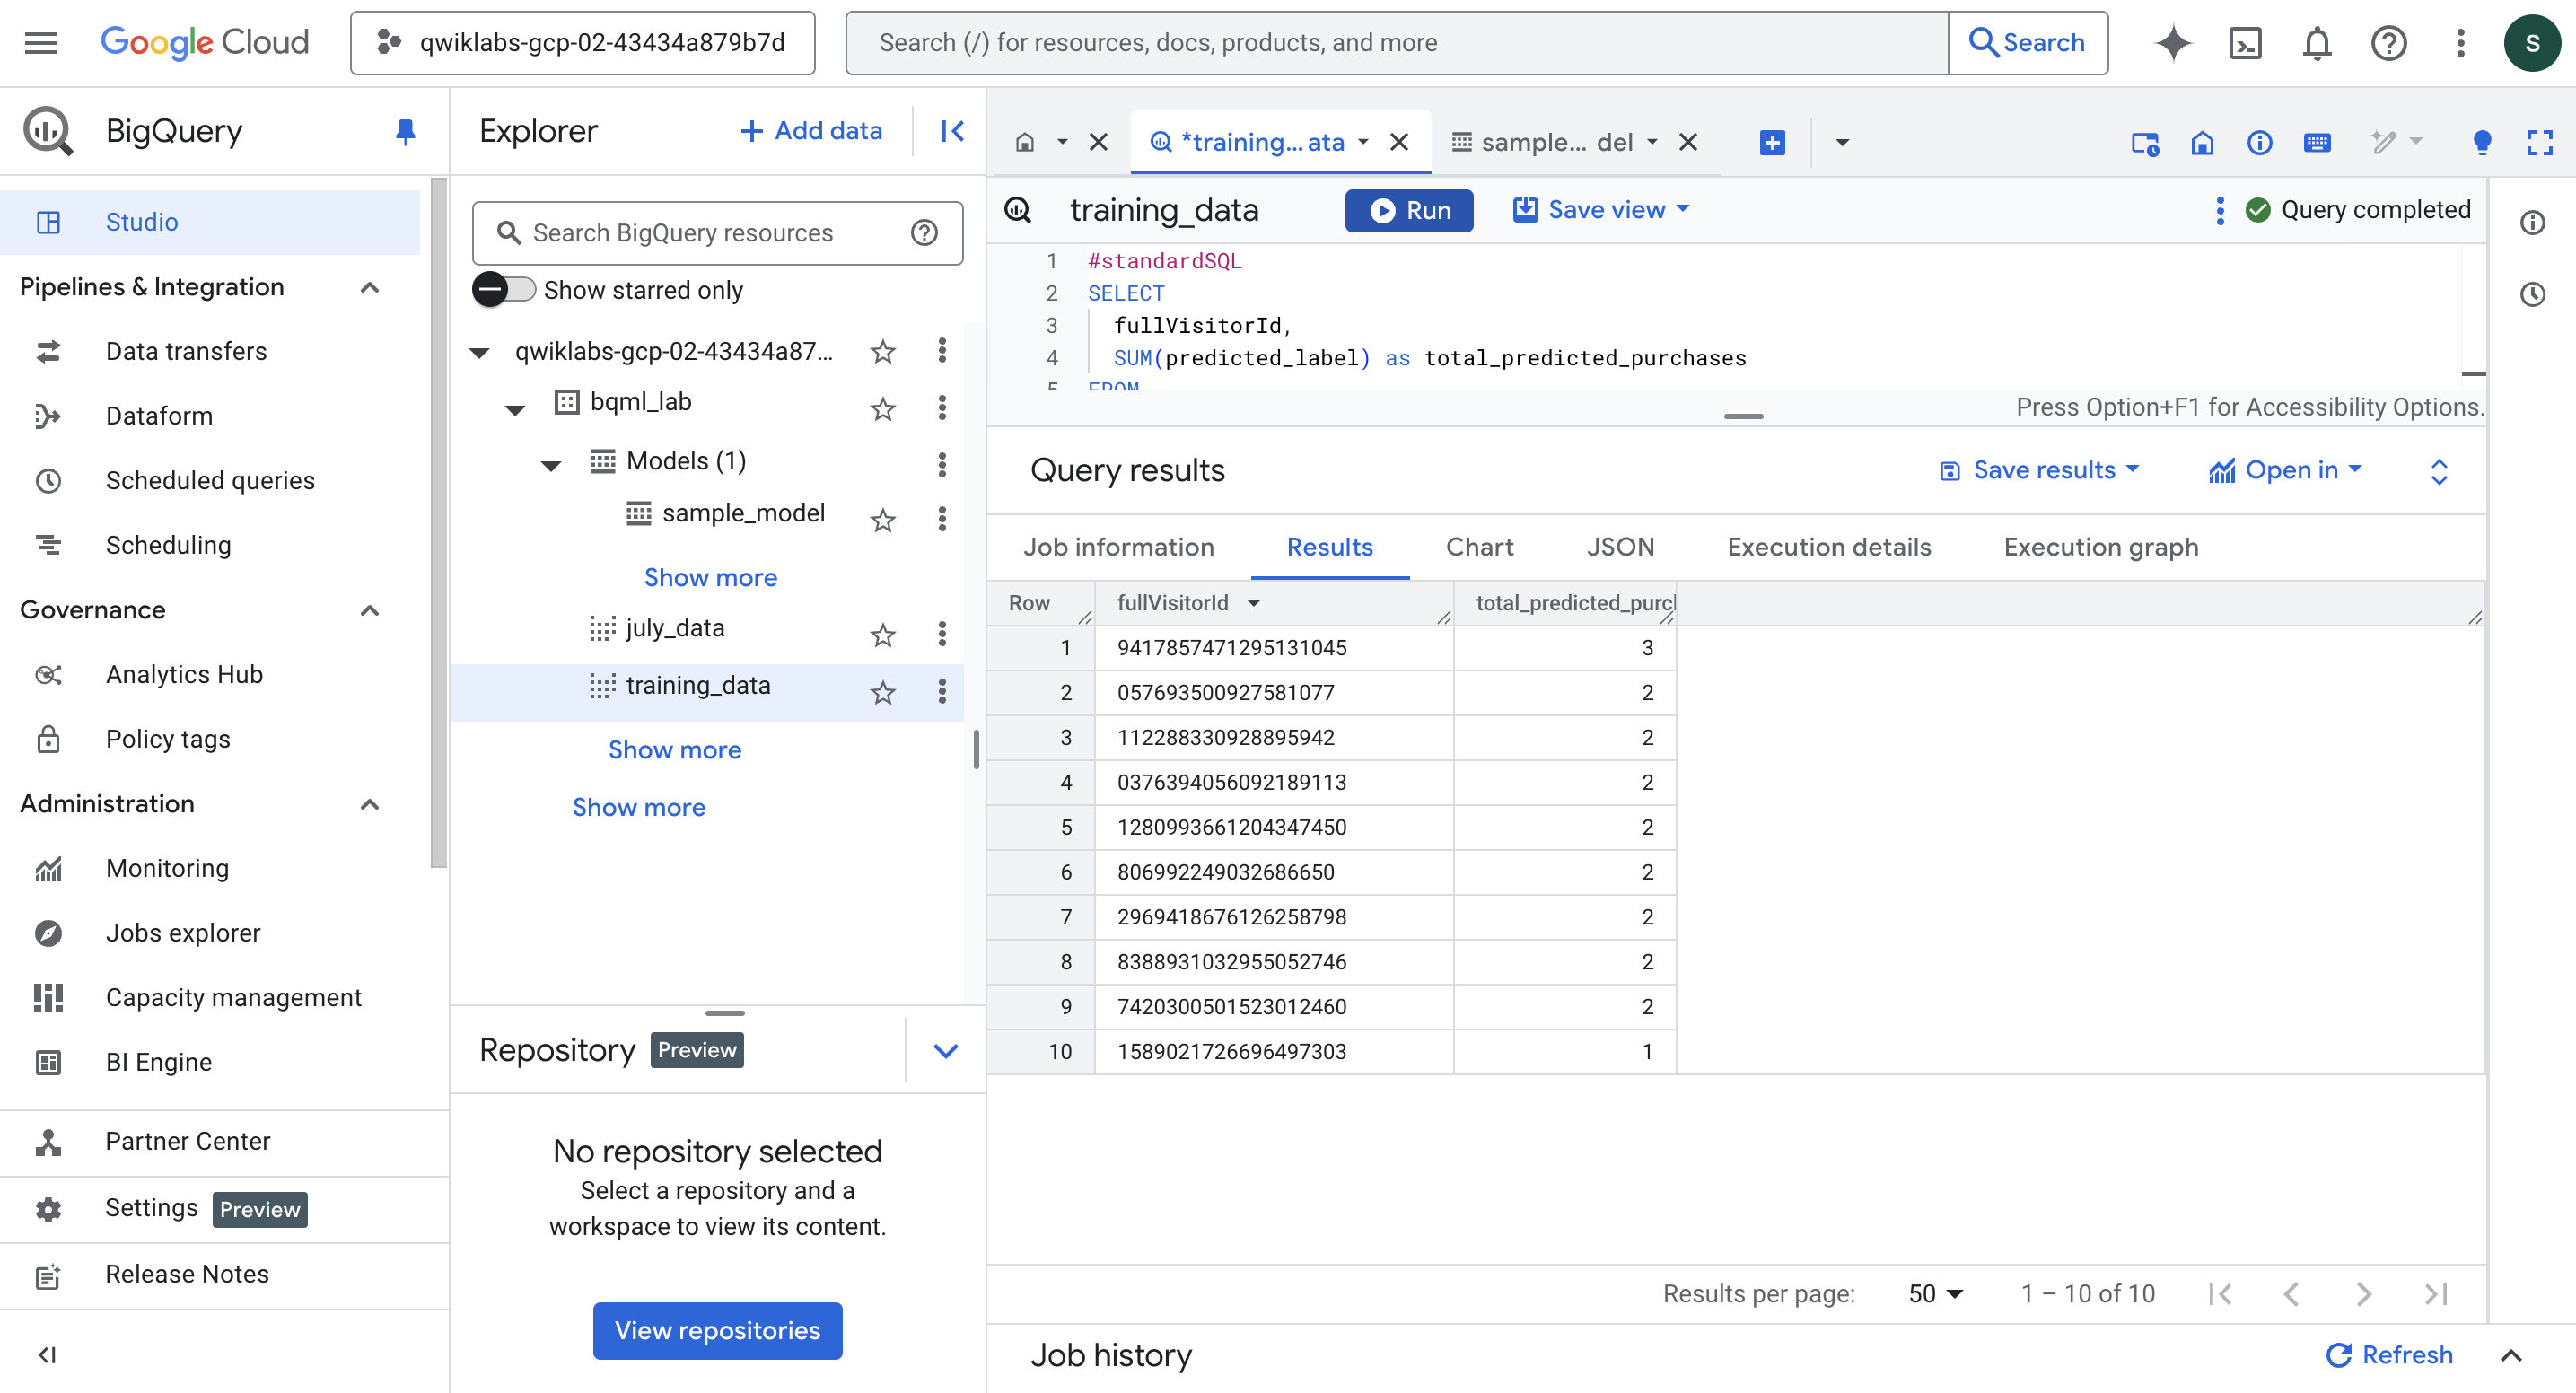 Google Cloud
qwiklabs-gcp-02-43434a879b7d
Search (/) for resources, docs, products, and more
Search
S
BigQuery
Studio
Pipelines & Integration
Data transfers
Dataform
Scheduled queries
Scheduling
Governance
Analytics Hub
Policy tags
Administration
Monitoring
Jobs explorer
Capacity management
BI Engine
Partner Center
Settings Preview
Release Notes
Explorer
Add data
Search BigQuery resources
Show starred only
qwiklabs-gcp-02-43434a87...
bqml_lab
Models (1)
sample_model
Show more
july_data
training_data
Show more
Show more
Repository Preview
No repository selected
Select a repository and a
workspace to view its content.
View repositories
*training... ata
sample... del
training_data
Run
Save view
Query completed
1 #standardSQL
2 SELECT
3 fullVisitorId,
4 SUM(predicted_label) as total_predicted_purchases
5 FROM
Press Option+F1 for Accessibility Options.
Query results
Save results
Open in
Job information Results Chart JSON Execution details Execution graph
Row fullVisitorId total_predicted_purch
1 9417857471295131045 3
2 057693500927581077 2
3 112288330928895942 2
4 0376394056092189113 2
5 1280993661204347450 2
6 806992249032686650 2
7 2969418676126258798 2
8 8388931032955052746 2
9 7420300501523012460 2
10 1589021726696497303 1
Results per page: 50 1 – 10 of 10
Job history
Refresh